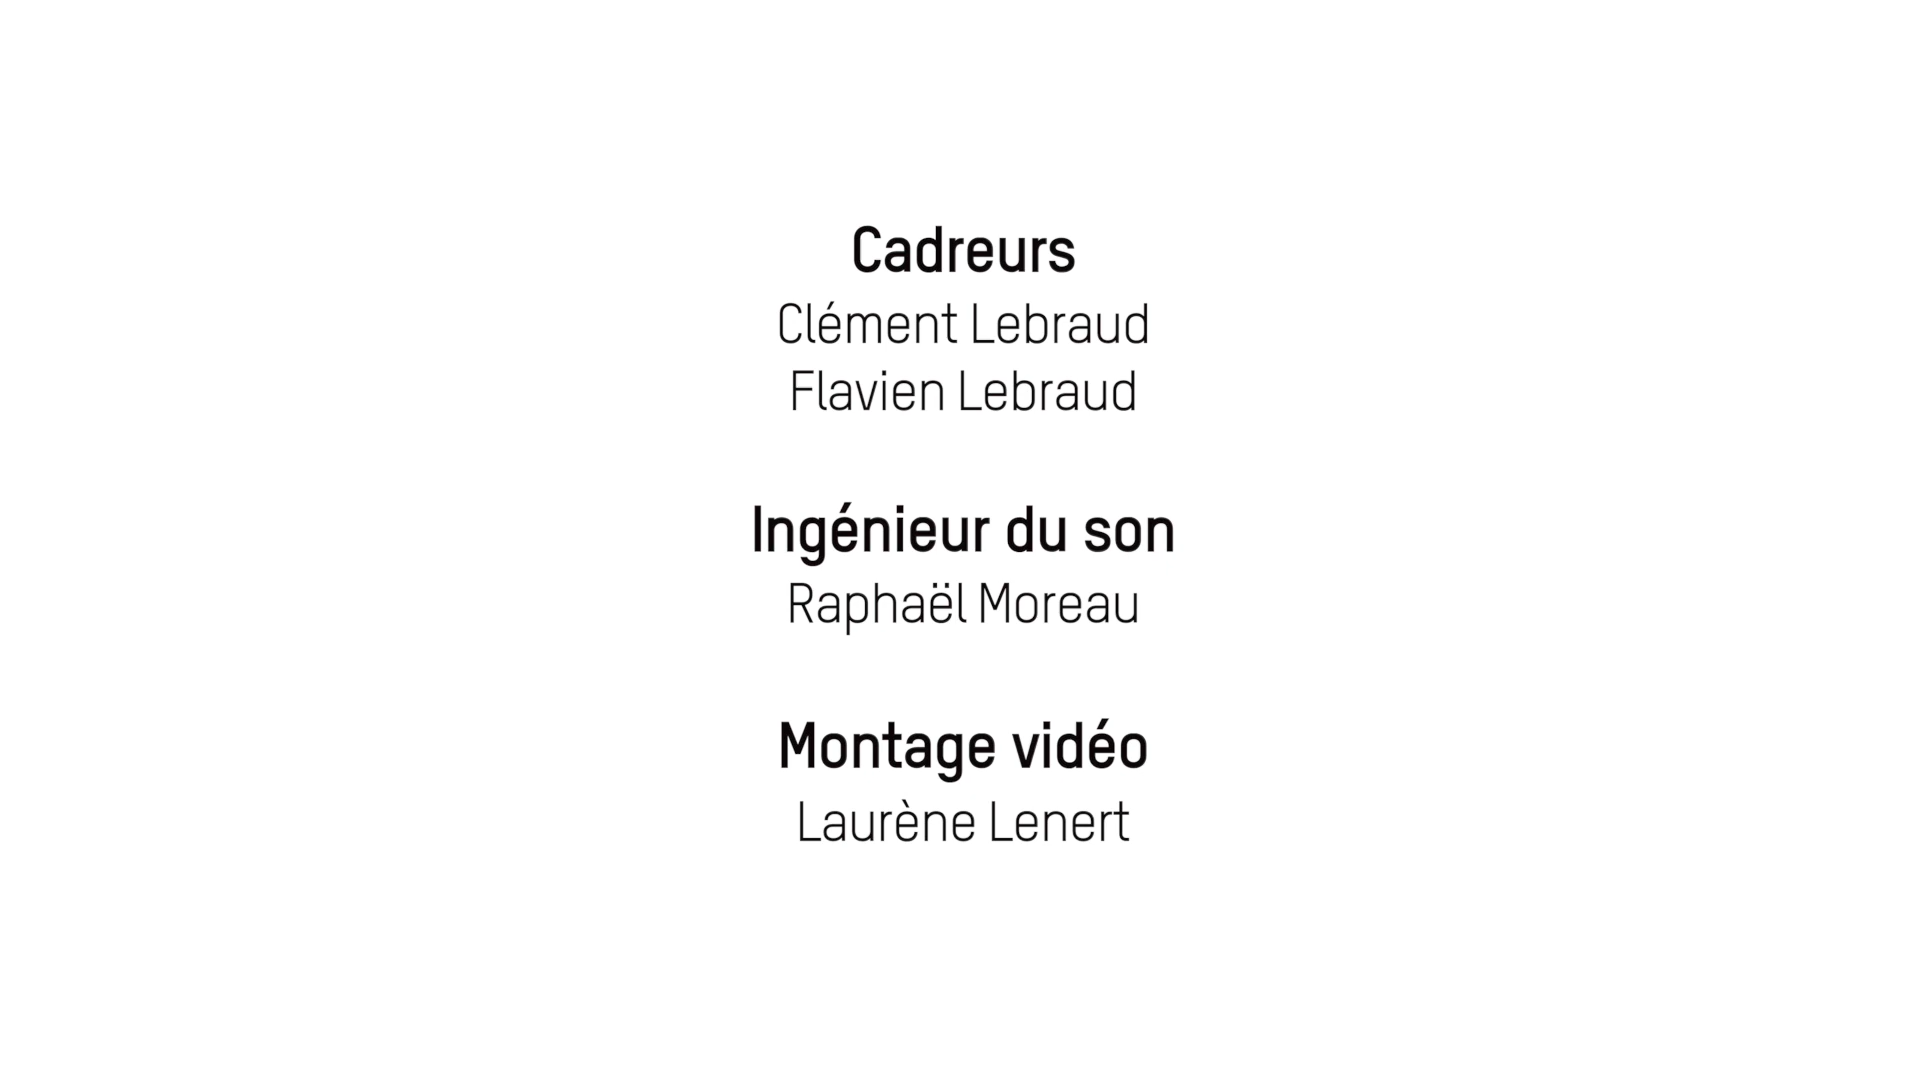 Cadreurs
Clément Lebraud
Flavien Lebraud
Ingénieur du son
Raphaël Moreau
Montage vidéo
Laurène Lenert